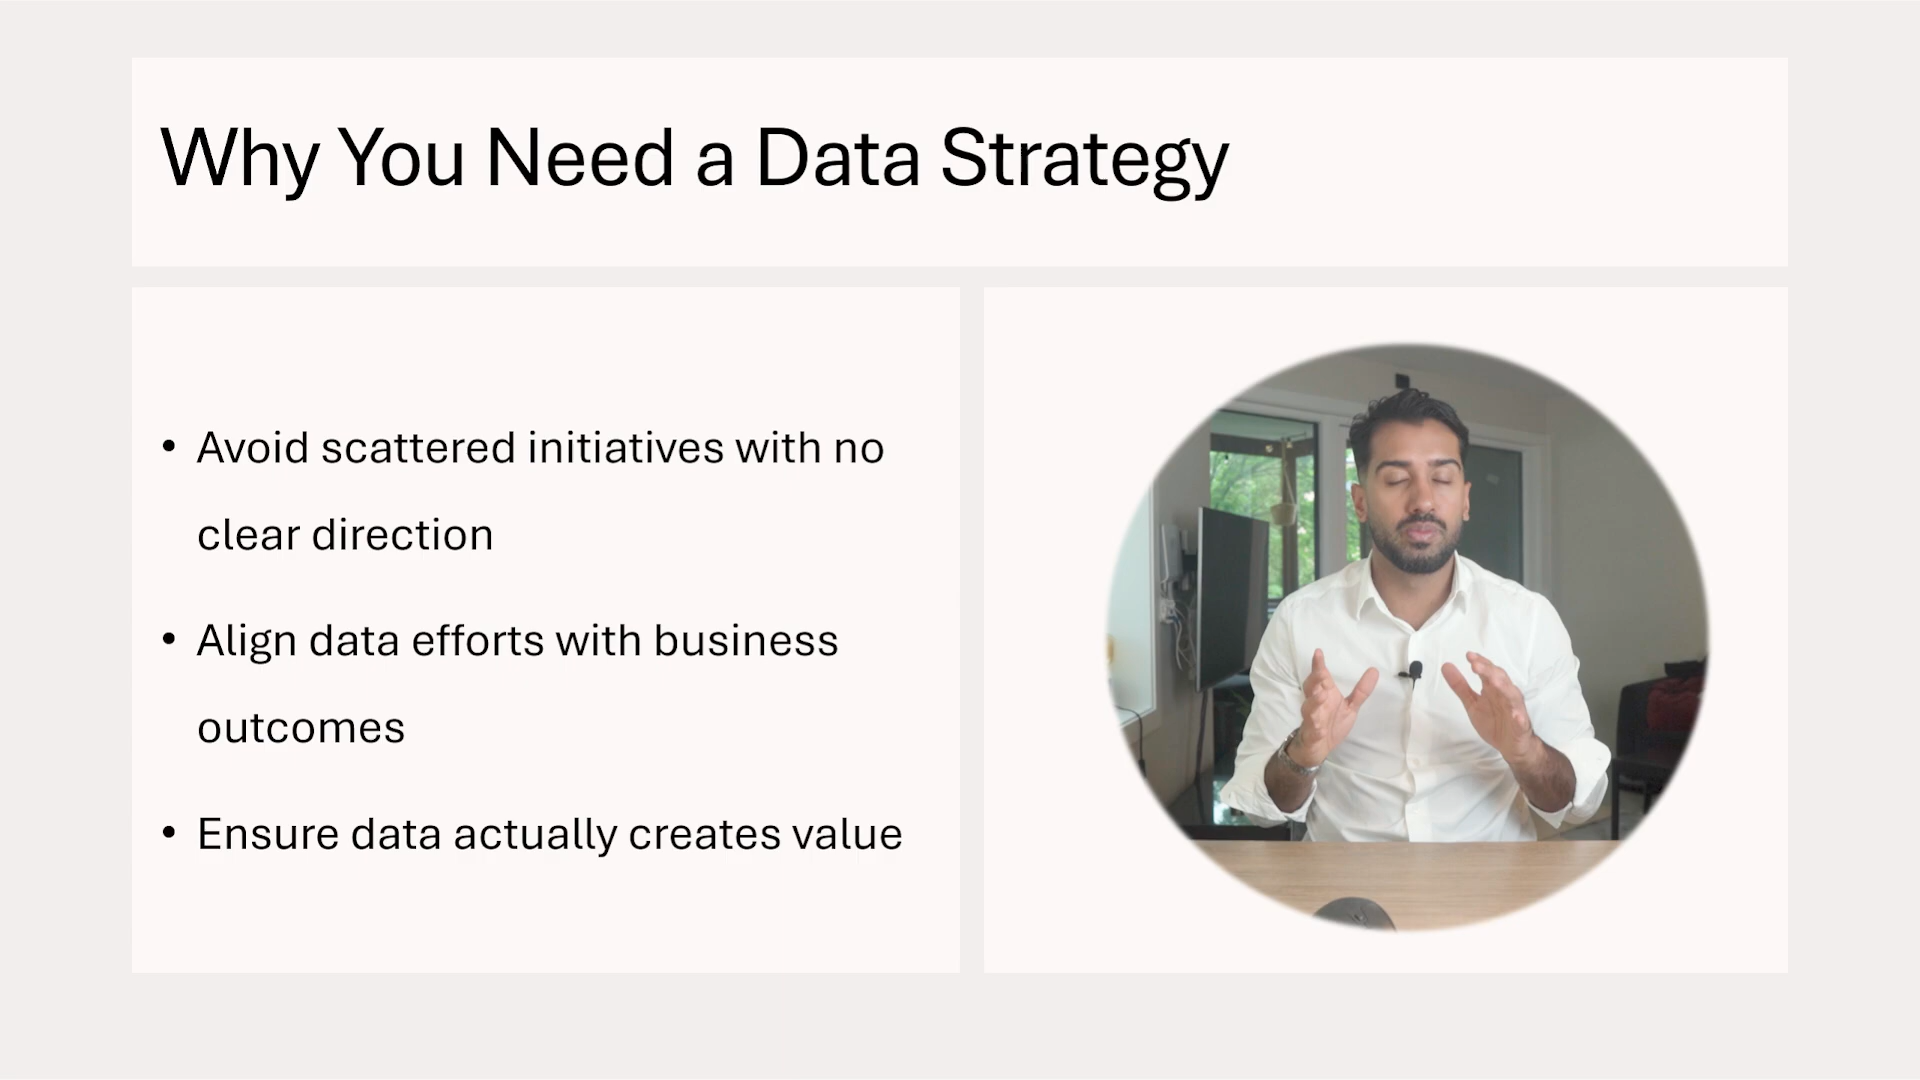 Why You Need a Data Strategy
• Avoid scattered initiatives with no
clear direction
• Align data efforts with business
outcomes
• Ensure data actually creates value